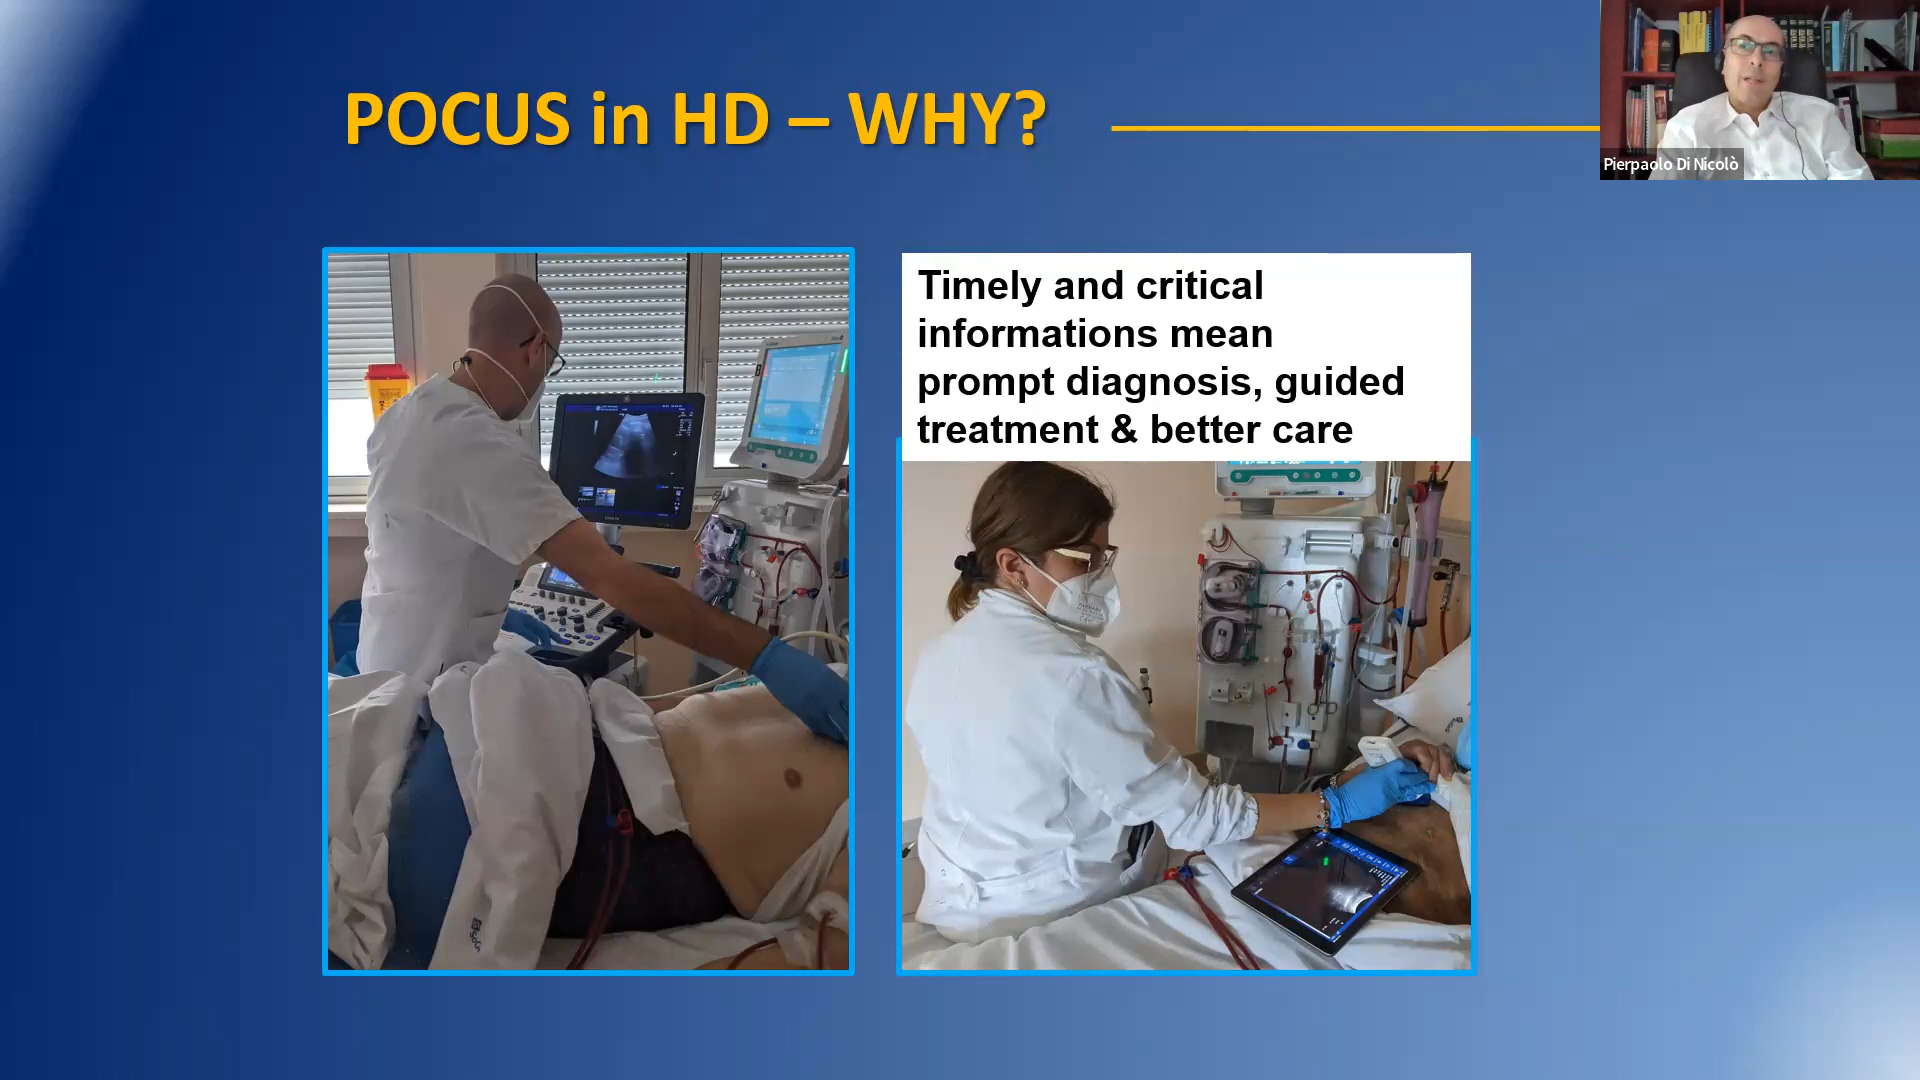 POCUS in HD – WHY?
Pierpaolo Di Nicolò
Timely and critical
informations mean
prompt diagnosis, guided
treatment & better care